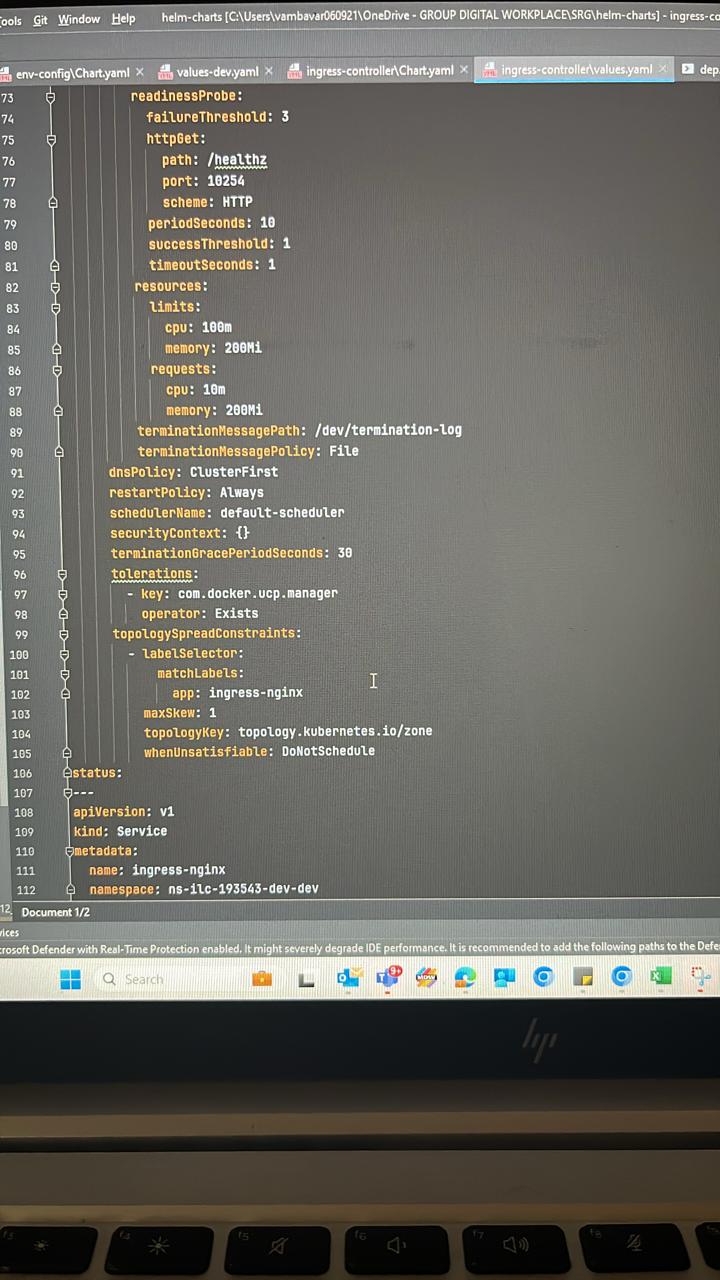 ools Git Window Help helm-charts [C:\Users\vambavar060921\OneDrive - GROUP DIGITAL WORKPLACE\SRG\helm-charts] - ingress-co
env-config\Chart.yaml × values-dev.yaml × ingress-controller\Chart.yaml × ingress-controller\values.yaml × dep
73 readinessProbe:
74 failureThreshold: 3
75 httpGet:
76 path: /healthz
77 port: 10254
78 scheme: HTTP
79 periodSeconds: 10
80 successThreshold: 1
81 timeoutSeconds: 1
82 resources:
83 limits:
84 cpu: 100m
85 memory: 200Mi
86 requests:
87 cpu: 10m
88 memory: 200Mi
89 terminationMessagePath: /dev/termination-log
90 terminationMessagePolicy: File
91 dnsPolicy: ClusterFirst
92 restartPolicy: Always
93 schedulerName: default-scheduler
94 securityContext: {}
95 terminationGracePeriodSeconds: 30
96 tolerations:
97 - key: com.docker.ucp.manager
98 operator: Exists
99 topologySpreadConstraints:
100 - labelSelector:
101 matchLabels:
102 app: ingress-nginx
103 maxSkew: 1
104 topologyKey: topology.kubernetes.io/zone
105 whenUnsatisfiable: DoNotSchedule
106 status:
107 ---
108 apiVersion: v1
109 kind: Service
110 metadata:
111 name: ingress-nginx
112 namespace: ns-ilc-193543-dev-dev
12 Document 1/2
vices
crosoft Defender with Real-Time Protection enabled. It might severely degrade IDE performance. It is recommended to add the following paths to the Defe
Search 9+
hp
f3 f4 f5 f6 f7 f8